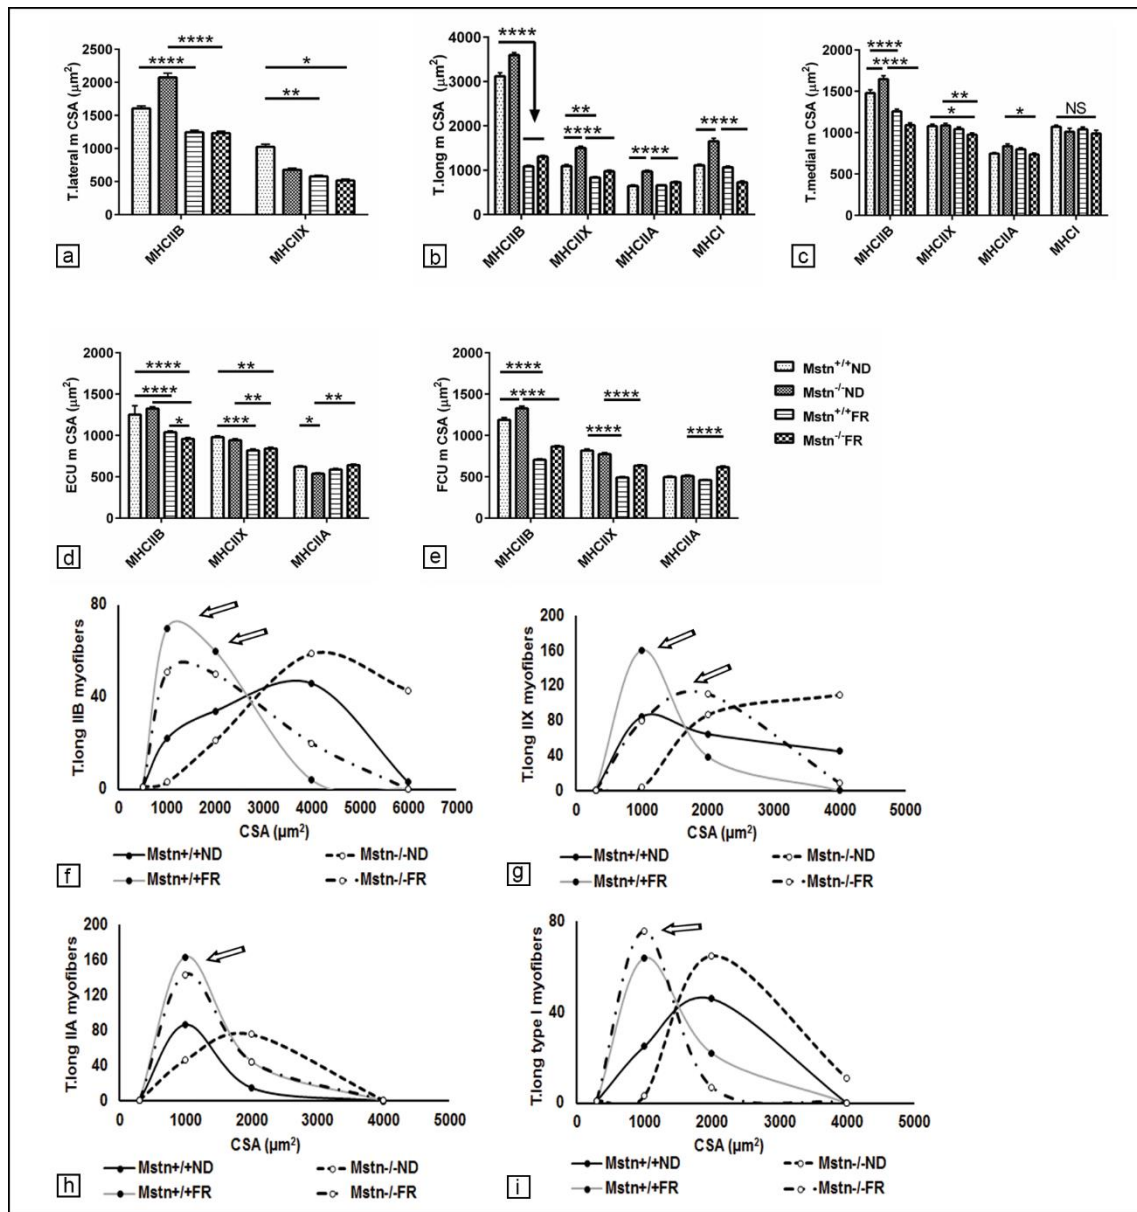 T.lateral m CSA (µm²)
2500
2000
1500
1000
500
0
****
****
*
**
MHCIIB
MHCIIX
a
T.long m CSA (µm²)
4000
3000
2000
1000
0
****
**
****
****
****
MHCIIB
MHCIIX
MHCIIA
MHCI
b
T.medial m CSA (µm²)
2000
1500
1000
500
0
****
****
**
*
*
NS
MHCIIB
MHCIIX
MHCIIA
MHCI
c
ECU m CSA (µm²)
2000
1500
1000
500
0
****
****
*
**
**
***
**
*
MHCIIB
MHCIIX
MHCIIA
d
FCU m CSA (µm²)
2000
1500
1000
500
0
****
****
****
****
****
MHCIIB
MHCIIX
MHCIIA
e
Mstn+/+ND
Mstn-/-ND
Mstn+/+FR
Mstn-/-FR
T.long IIB myofibers
80
40
0
0 1000 2000 3000 4000 5000 6000 7000
CSA (µm²)
Mstn+/+ND
Mstn-/-ND
Mstn+/+FR
Mstn-/-FR
f
T.long IIX myofibers
200
160
120
80
40
0
0 1000 2000 3000 4000 5000
CSA (µm²)
Mstn+/+ND
Mstn-/-ND
Mstn+/+FR
Mstn-/-FR
g
T.long IIA myofibers
200
160
120
80
40
0
0 1000 2000 3000 4000 5000
CSA (µm²)
Mstn+/+ND
Mstn-/-ND
Mstn+/+FR
Mstn-/-FR
h
T.long type I myofibers
80
40
0
0 1000 2000 3000 4000 5000
CSA (µm²)
Mstn+/+ND
Mstn-/-ND
Mstn+/+FR
Mstn-/-FR
i